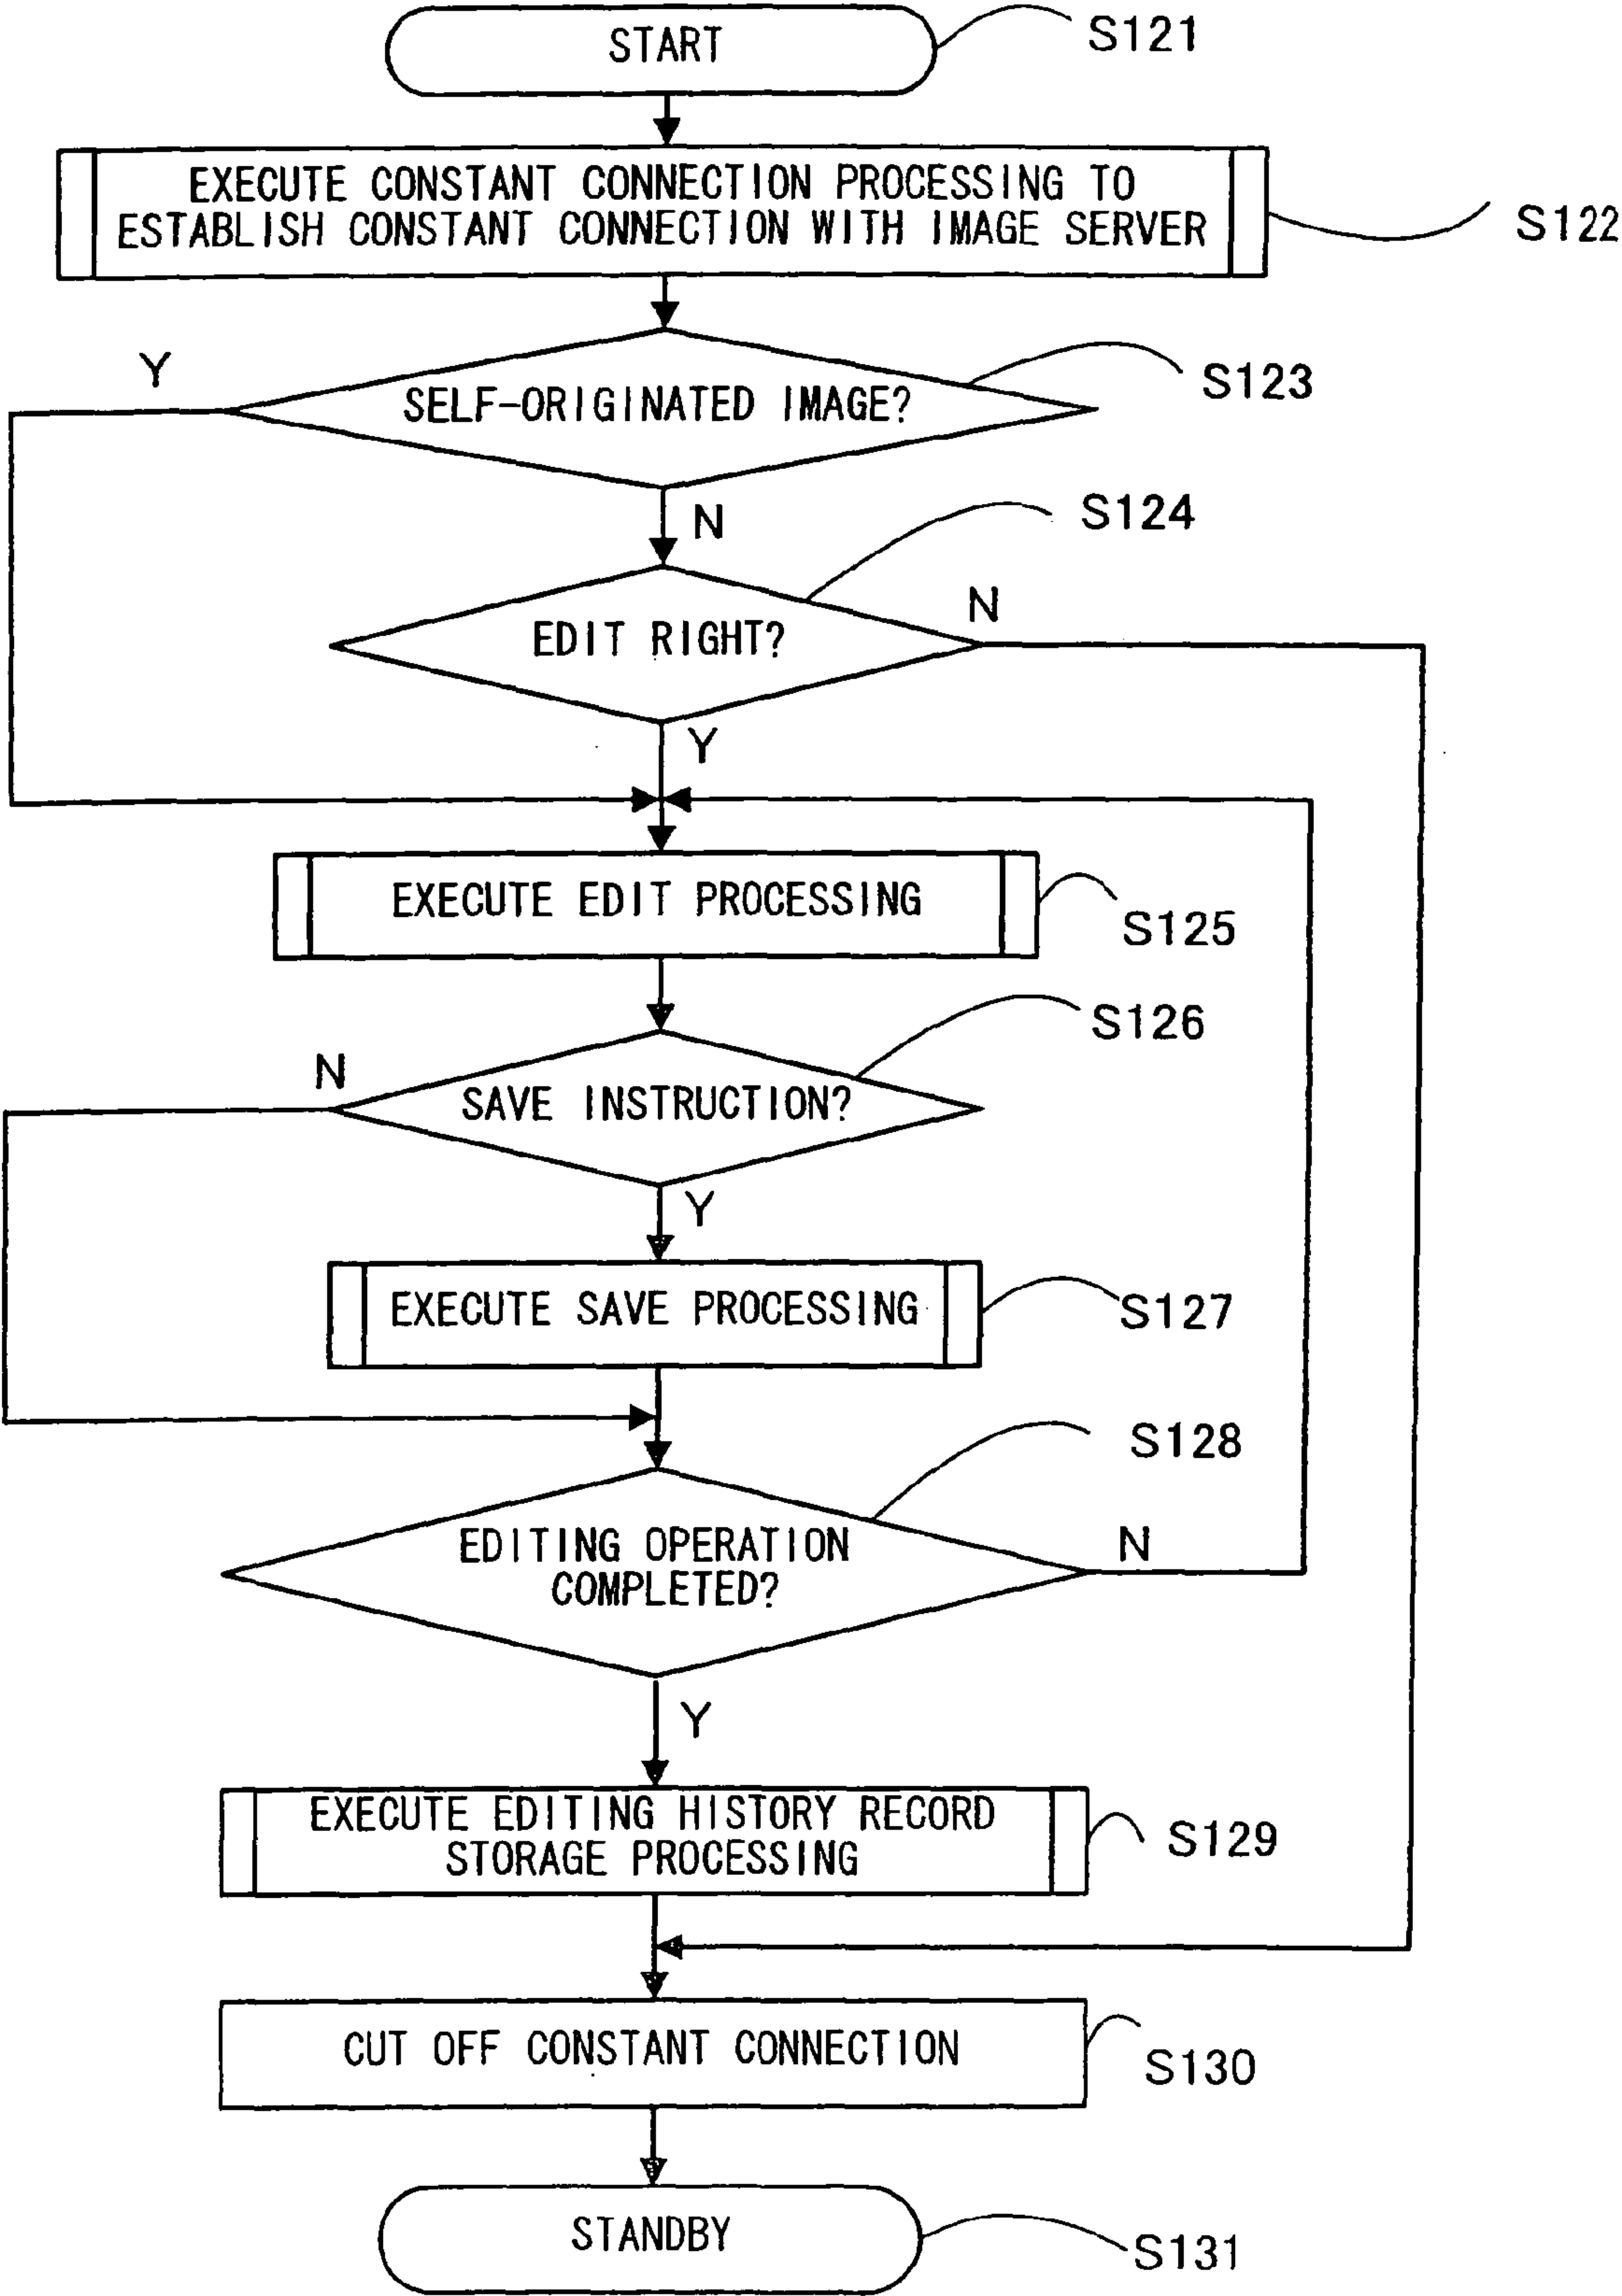 START
S121
EXECUTE CONSTANT CONNECTION PROCESSING TO
ESTABLISH CONSTANT CONNECTION WITH IMAGE SERVER
S122
Y
SELF-ORIGINATED IMAGE?
S123
N
S124
EDIT RIGHT?
N
Y
EXECUTE EDIT PROCESSING
S125
S126
N
SAVE INSTRUCTION?
Y
EXECUTE SAVE PROCESSING
S127
S128
EDITING OPERATION
COMPLETED?
N
Y
EXECUTE EDITING HISTORY RECORD
STORAGE PROCESSING
S129
CUT OFF CONSTANT CONNECTION
S130
STANDBY
S131